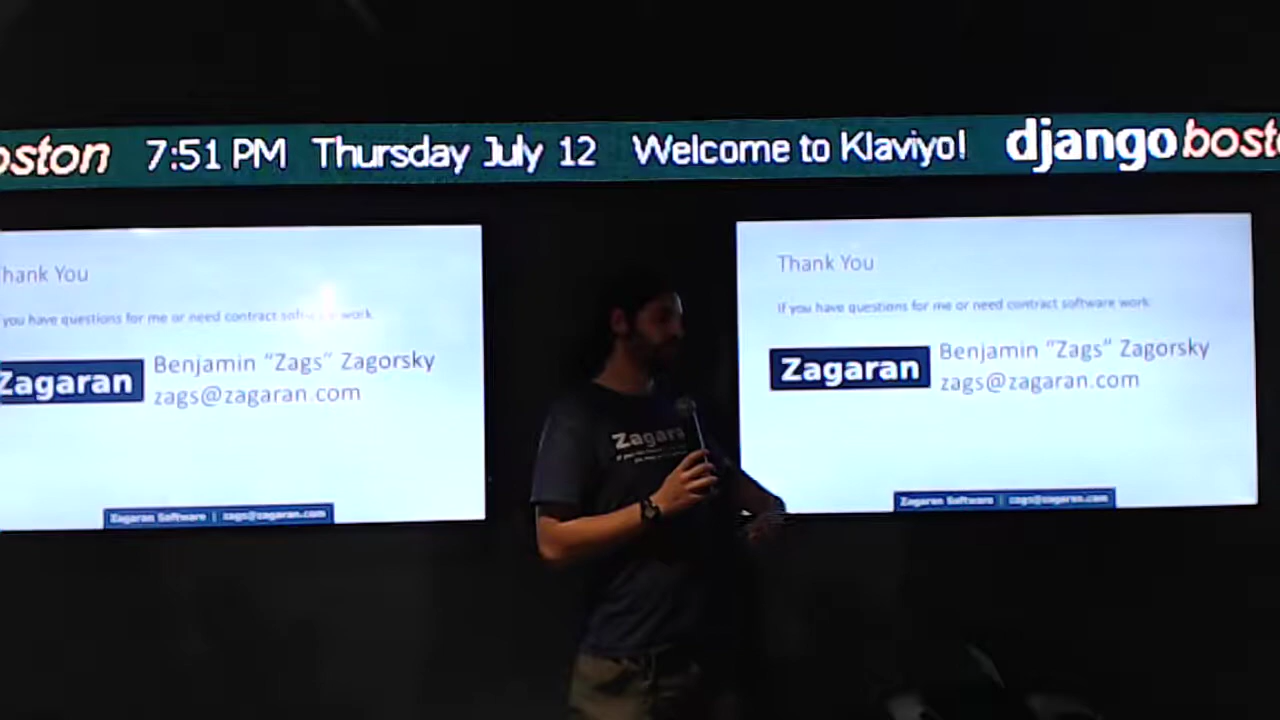 oston 7:51 PM Thursday July 12 Welcome to Klaviyo! django bost
hank You
you have questions for me or need contract software work
Zagaran
Benjamin “Zags” Zagorsky
zags@zagaran.com
Zagaran Software | zags@zagaran.com
Zagara
Thank You
If you have questions for me or need contract software work
Zagaran
Benjamin “Zags” Zagorsky
zags@zagaran.com
Zagaran Software | zags@zagaran.com